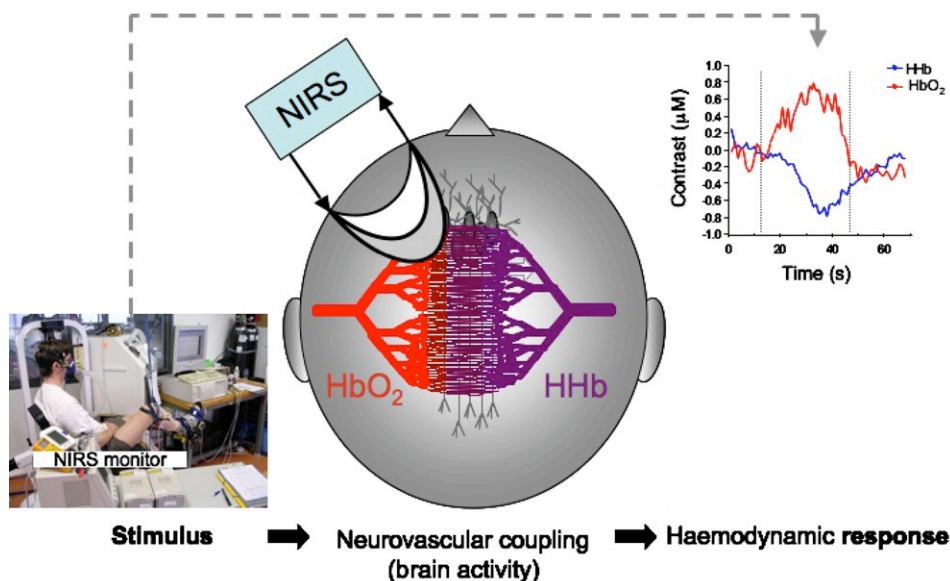 NIRS
HHb
HbO₂
Contrast (μM)
1.0
0.8
0.6
0.4
0.2
0.0
-0.2
-0.4
-0.6
-0.8
-1.0
0 20 40 60
Time (s)
HbO₂ HHb
NIRS monitor
Stimulus Neurovascular coupling Haemodynamic response
(brain activity)